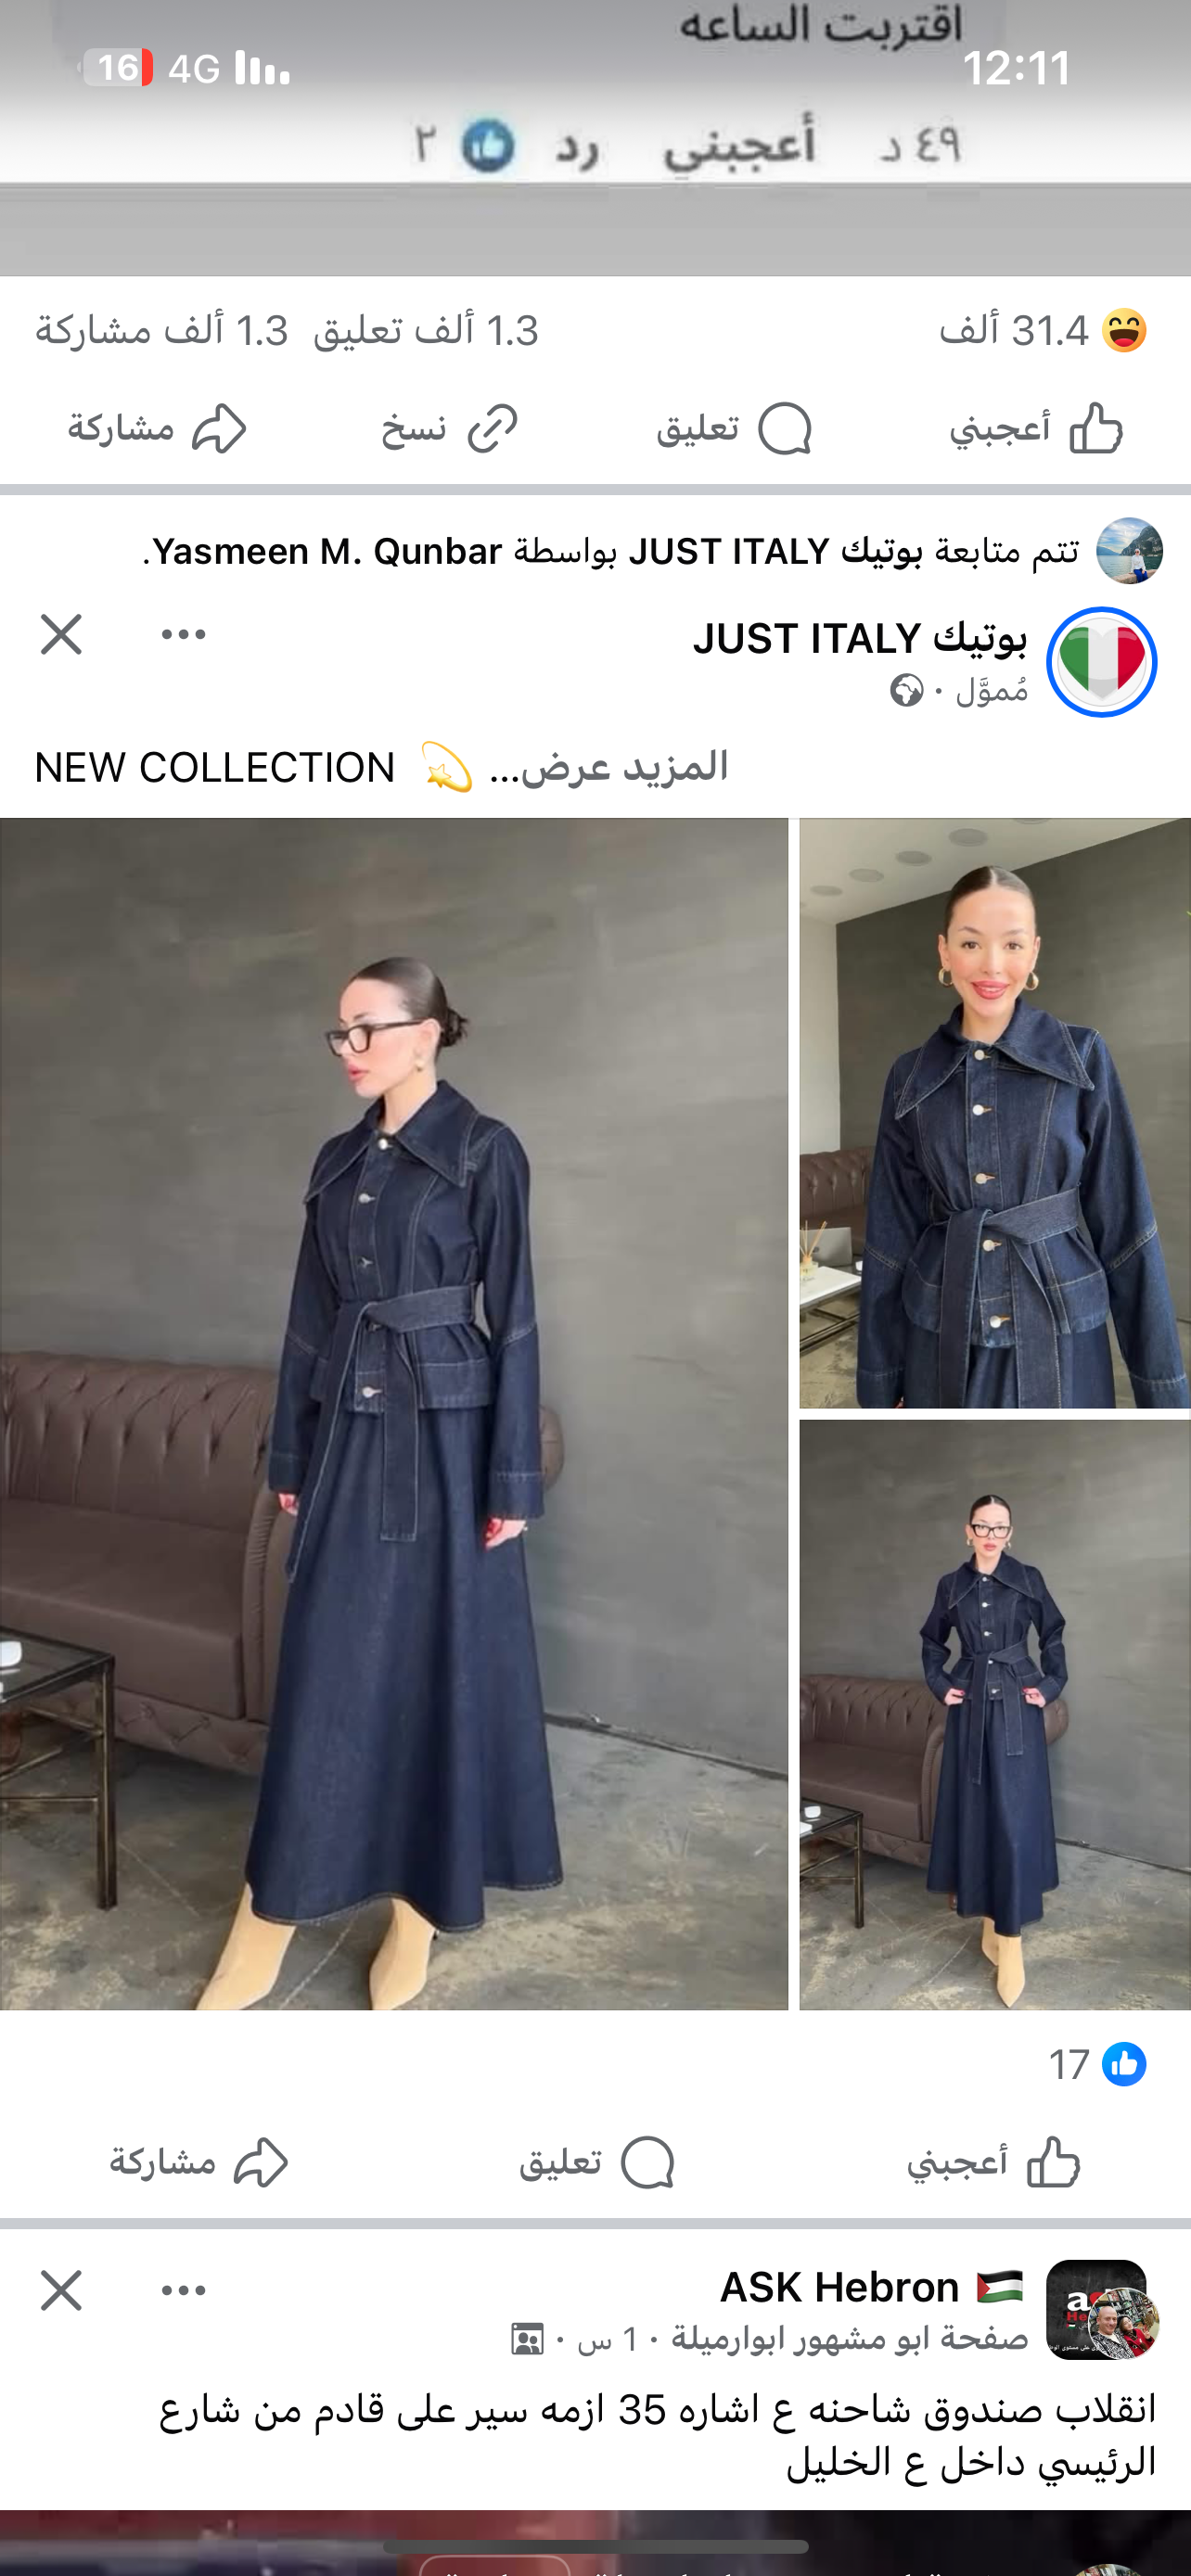 اقتربت الساعه
12:11
4G
16
٤٩ د أعجبني رد ٢
31.4 ألف
1.3 ألف تعليق 1.3 ألف مشاركة
أعجبني تعليق نسخ مشاركة
تتم متابعة بوتيك JUST ITALY بواسطة Yasmeen M. Qunbar.
بوتيك JUST ITALY
مُموَّل ·
NEW COLLECTION 💫 ...المزيد عرض
17
أعجبني تعليق مشاركة
ASK Hebron 🇵🇸
صفحة ابو مشهور ابوارميلة · 1 س ·
انقلاب صندوق شاحنه ع اشاره 35 ازمه سير على قادم من شارع
الرئيسي داخل ع الخليل